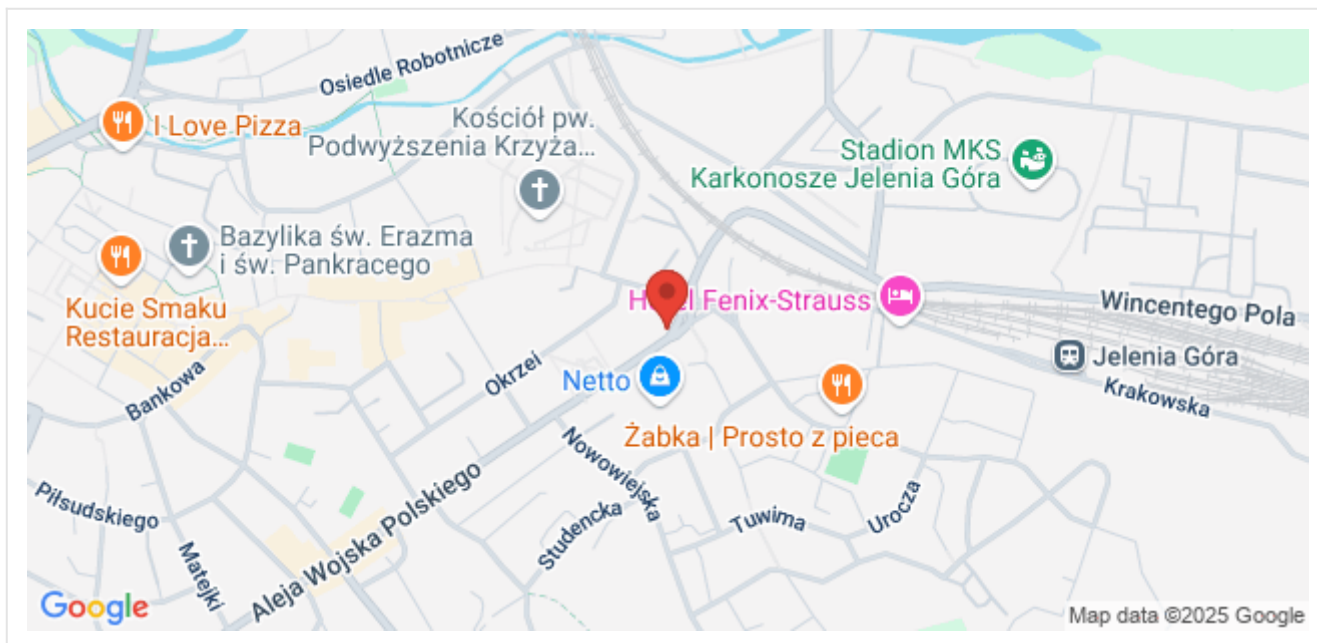 Osiedle Robotnicze
I Love Pizza
Kościół pw.
Podwyższenia Krzyża...
Stadion MKS
Karkonosze Jelenia Góra
Bazylika św. Erazma
i św. Pankracego
Kucie Smaku
Restauracja...
Fenix-Strauss
Wincentego Pola
Jelenia Góra
Krakowska
Okrzei
Netto
Bankowa
Żabka | Prosto z pieca
Nowowiejska
Aleja Wojska Polskiego
Piłsudskiego
Matejki
Studencka
Tuwima
Urocza
Google
Map data ©2025 Google